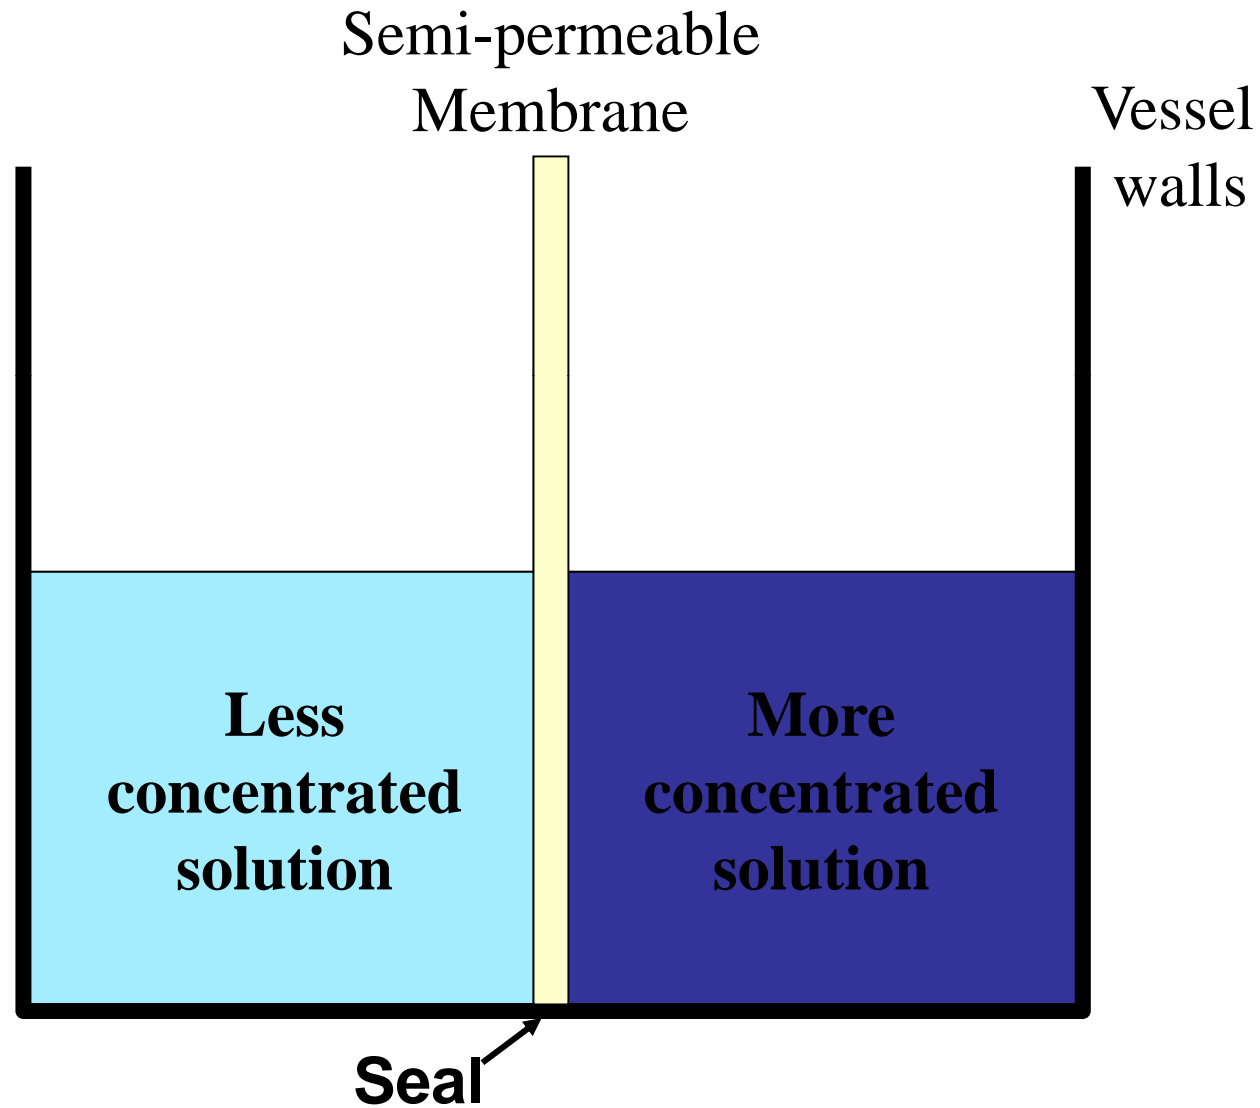 Semi-permeable
Membrane
Vessel
walls
Less
concentrated
solution
More
concentrated
solution
Seal